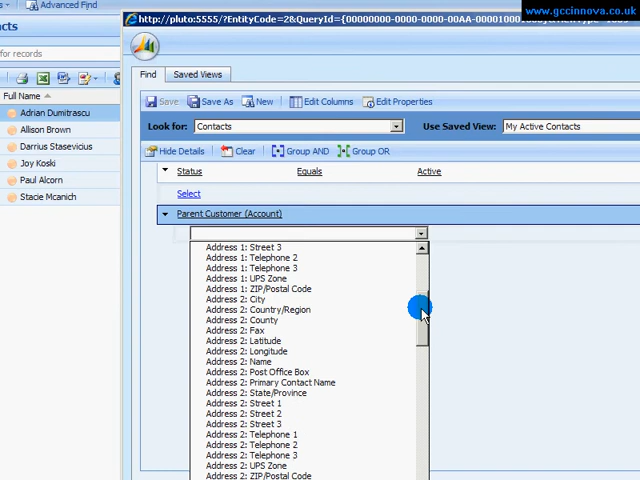 Advanced Find
http://pluto:5555/?EntityCode=2&QueryId={00000000-0000-0000-00AA-000010001
www.gccinnova.co.uk
cts
for records
Full Name
Adrian Dumitrascu
Allison Brown
Darrius Stasevicius
Joy Koski
Paul Alcorn
Stacie Mcanich
Find
Saved Views
Save
Save As
New
Edit Columns
Edit Properties
Look for:
Contacts
Use Saved View:
My Active Contacts
Hide Details
Clear
Group AND
Group OR
Status
Equals
Active
Select
Parent Customer (Account)
Address 1: Street 3
Address 1: Telephone 2
Address 1: Telephone 3
Address 1: UPS Zone
Address 1: ZIP/Postal Code
Address 2: City
Address 2: Country/Region
Address 2: County
Address 2: Fax
Address 2: Latitude
Address 2: Longitude
Address 2: Name
Address 2: Post Office Box
Address 2: Primary Contact Name
Address 2: State/Province
Address 2: Street 1
Address 2: Street 2
Address 2: Street 3
Address 2: Telephone 1
Address 2: Telephone 2
Address 2: Telephone 3
Address 2: UPS Zone
Address 2: ZIP/Postal Code